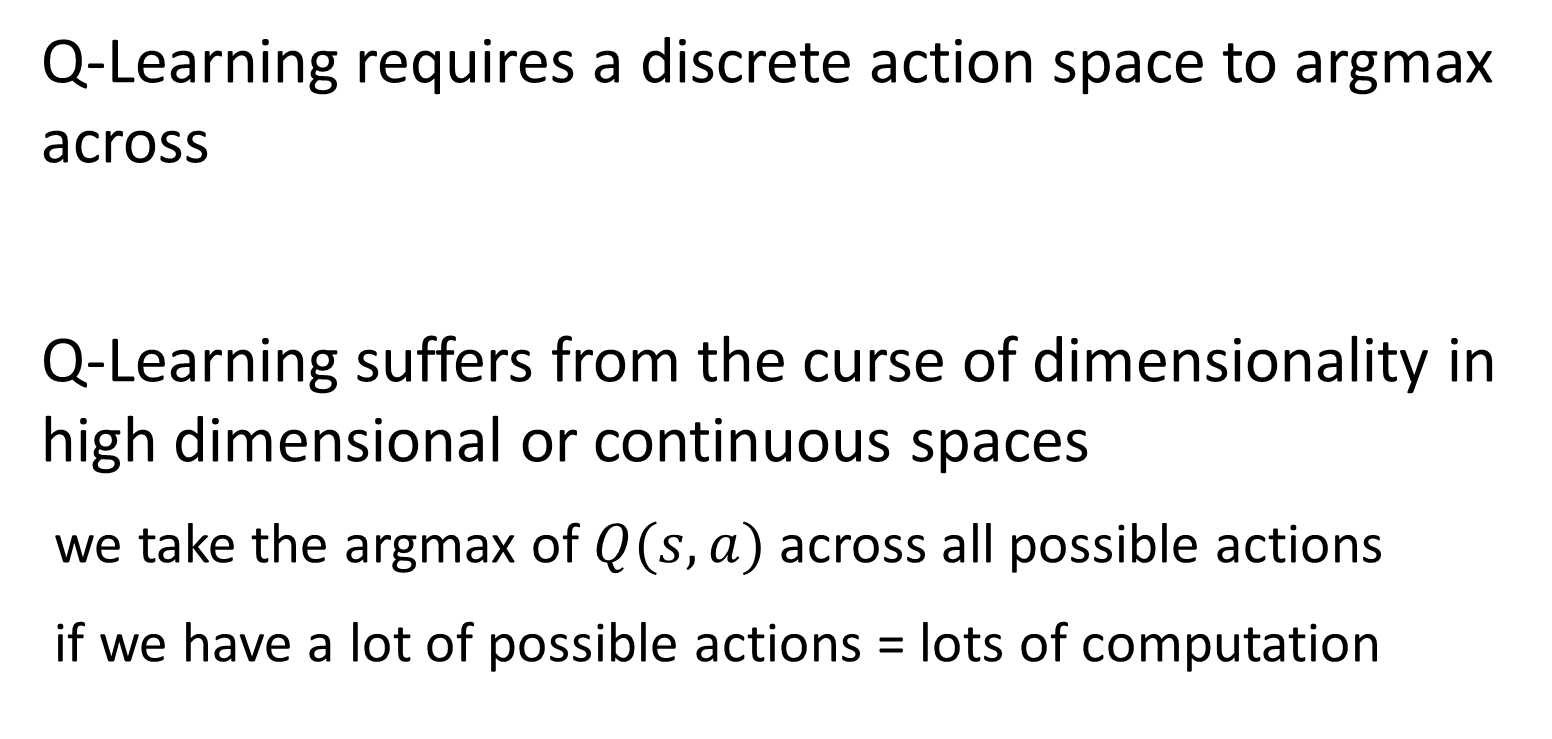 Q-Learning requires a discrete action space to argmax
across
Q-Learning suffers from the curse of dimensionality in
high dimensional or continuous spaces
we take the argmax of 𝑄(𝑠, 𝑎) across all possible actions
if we have a lot of possible actions = lots of computation